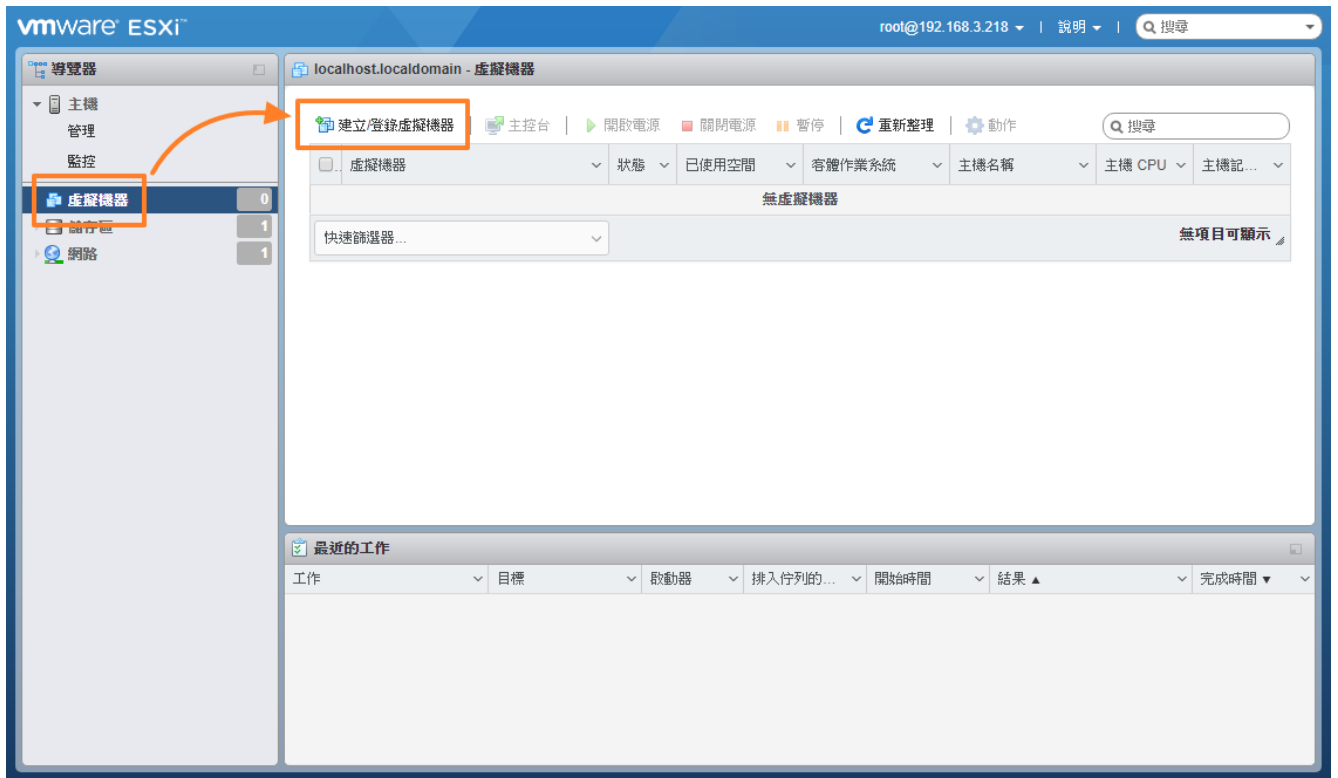 vmware ESXi™
root@192.168.3.218 | 說明 | 搜尋
導覽器
主機
管理
監控
虛擬機器 0
儲存區 1
網路 1
localhost.localdomain - 虛擬機器
建立/登錄虛擬機器 | 主控台 | 開啟電源 關閉電源 暫停 | 重新整理 | 動作 搜尋
虛擬機器 狀態 已使用空間 客體作業系統 主機名稱 主機 CPU 主機記...
無虛擬機器
快速篩選器... 無項目可顯示
最近的工作
工作 目標 啟動器 排入佇列的... 開始時間 結果 ▲ 完成時間 ▼